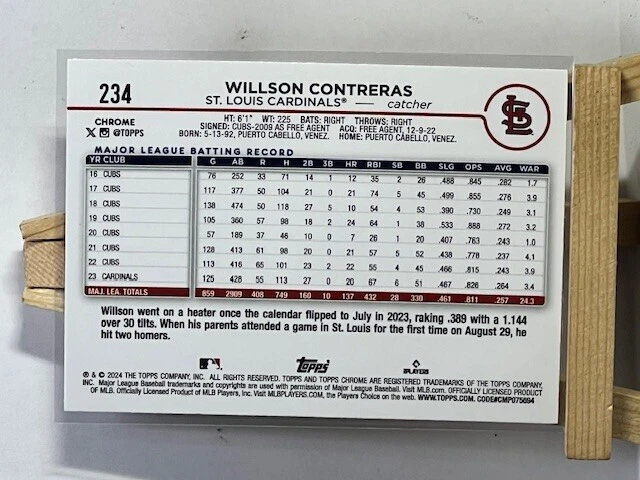 234
WILLSON CONTRERAS
ST. LOUIS CARDINALS® — catcher
CHROME
@TOPPS
HT: 6'1" WT: 225 BATS: RIGHT THROWS: RIGHT
SIGNED: CUBS-2009 AS FREE AGENT ACQ: FREE AGENT, 12-9-22
BORN: 5-13-92, PUERTO CABELLO, VENEZ. HOME: PUERTO CABELLO, VENEZ.
MAJOR LEAGUE BATTING RECORD
YR CLUB G AB R H 2B 3B HR RBI SB BB SLG OPS AVG WAR
16 CUBS 76 252 33 71 14 1 12 35 2 26 .488 .845 .282 1.7
17 CUBS 117 377 50 104 21 0 21 74 5 45 .499 .855 .276 3.9
18 CUBS 138 474 50 118 27 5 10 54 4 53 .390 .730 .249 3.1
19 CUBS 105 360 57 98 18 2 24 64 1 38 .533 .888 .272 3.2
20 CUBS 57 189 37 46 10 0 7 26 1 20 .407 .763 .243 1.0
21 CUBS 128 413 61 98 20 0 21 57 5 52 .438 .778 .237 4.1
22 CUBS 113 416 65 101 23 2 22 55 4 45 .466 .815 .243 3.9
23 CARDINALS 125 428 55 113 27 0 20 67 6 51 .467 .826 .264 3.4
MAJ. LEA. TOTALS 859 2909 408 749 160 10 137 432 28 330 .461 .811 .257 24.3
Willson went on a heater once the calendar flipped to July in 2023, raking .389 with a 1.144
over 30 tilts. When his parents attended a game in St. Louis for the first time on August 29, he
hit two homers.
Topps
PLAYERS
® & © 2024 THE TOPPS COMPANY, INC. ALL RIGHTS RESERVED. TOPPS AND TOPPS CHROME ARE REGISTERED TRADEMARKS OF THE TOPPS COMPANY,
INC. Major League Baseball trademarks and copyrights are used with permission of Major League Baseball. Visit MLB.com. OFFICIALLY LICENSED PRODUCT
OF MLB Players, Inc. Visit MLBPLAYERS.COM, the Players Choice on the web. WWW.TOPPS.COM. CODE#CMP075694